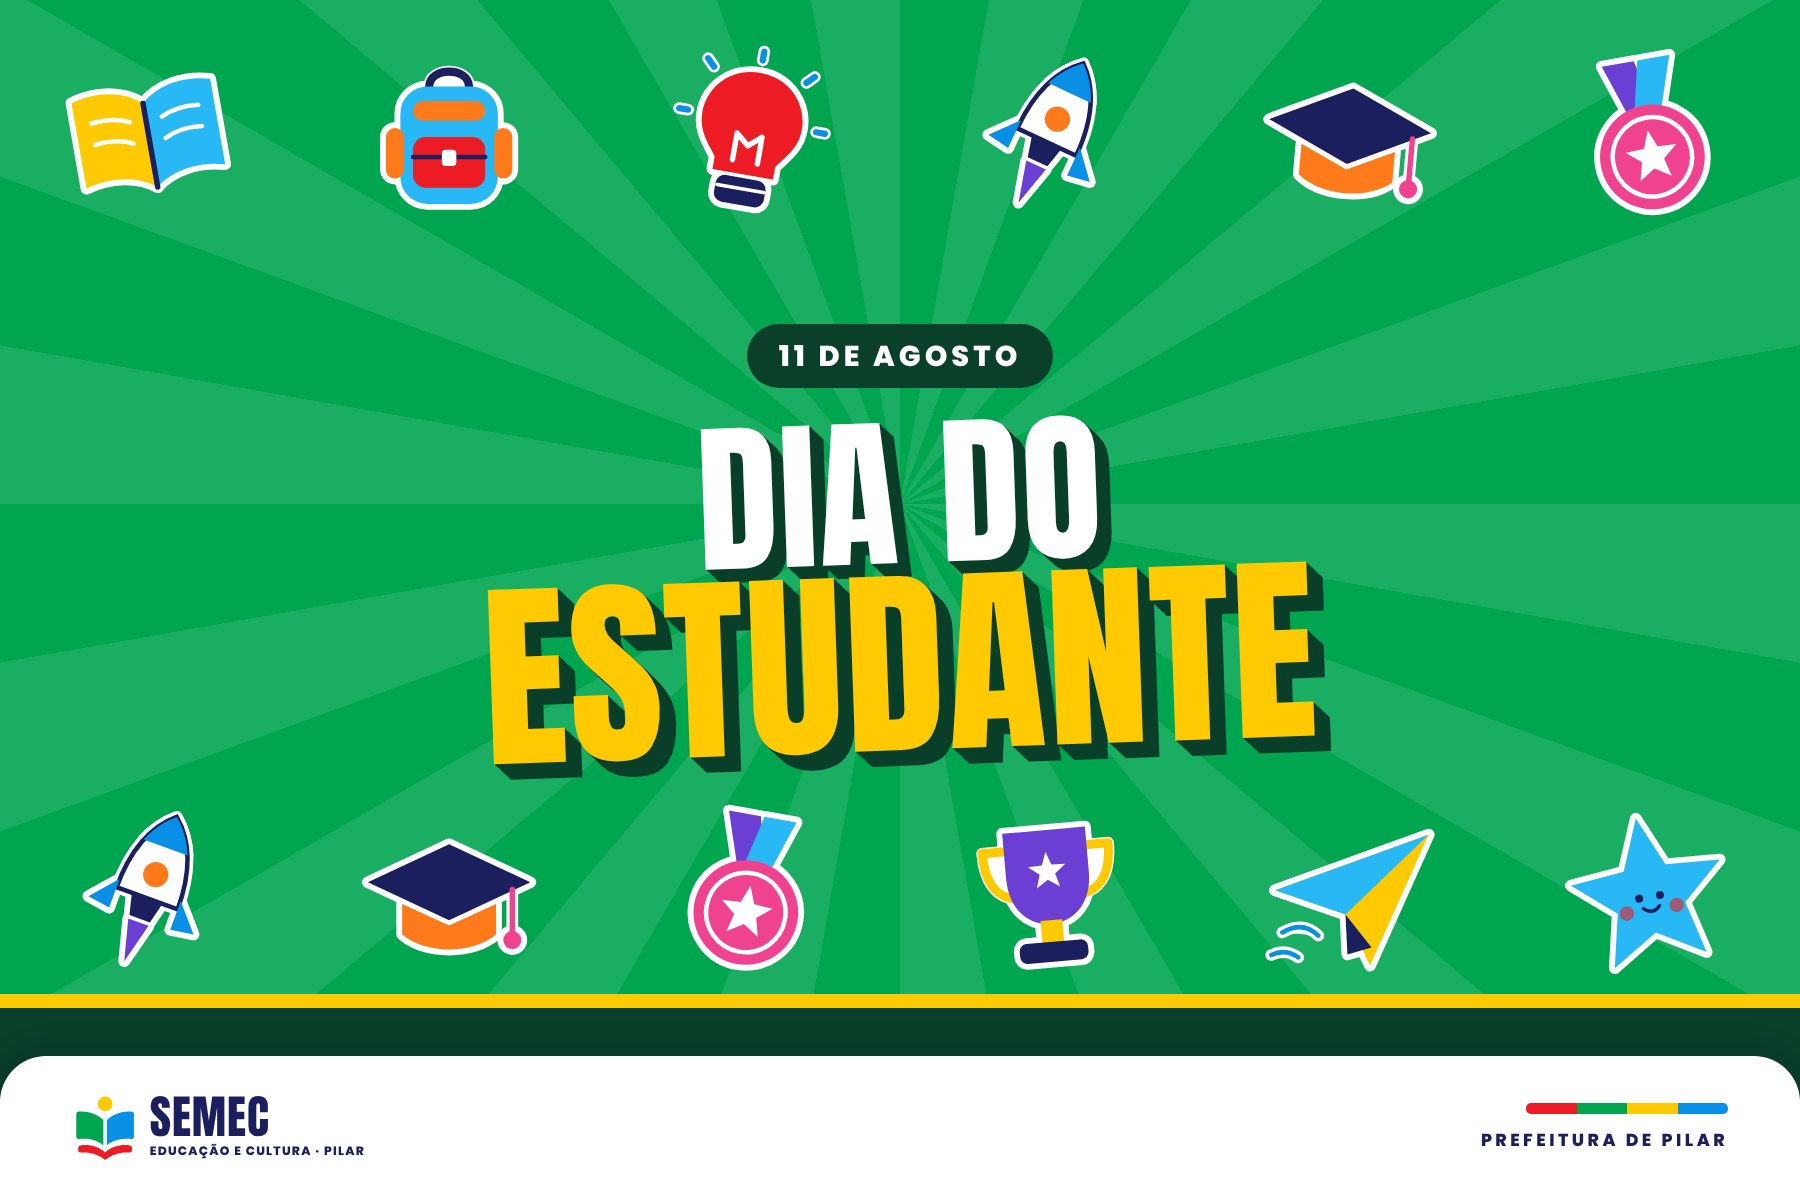 11 DE AGOSTO
DIA DO
ESTUDANTE
SEMEC
EDUCAÇÃO E CULTURA · PILAR
PREFEITURA DE PILAR